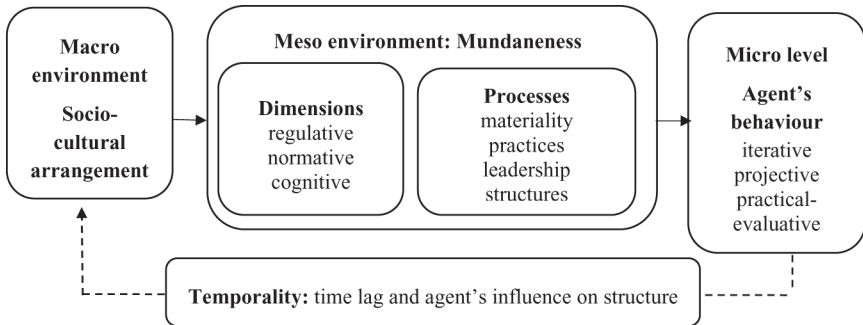 Macro
environment
Socio-
cultural
arrangement
Meso environment: Mundaneness
Dimensions
regulative
normative
cognitive
Processes
materiality
practices
leadership
structures
Micro level
Agent's
behaviour
iterative
projective
practical-
evaluative
Temporality: time lag and agent's influence on structure